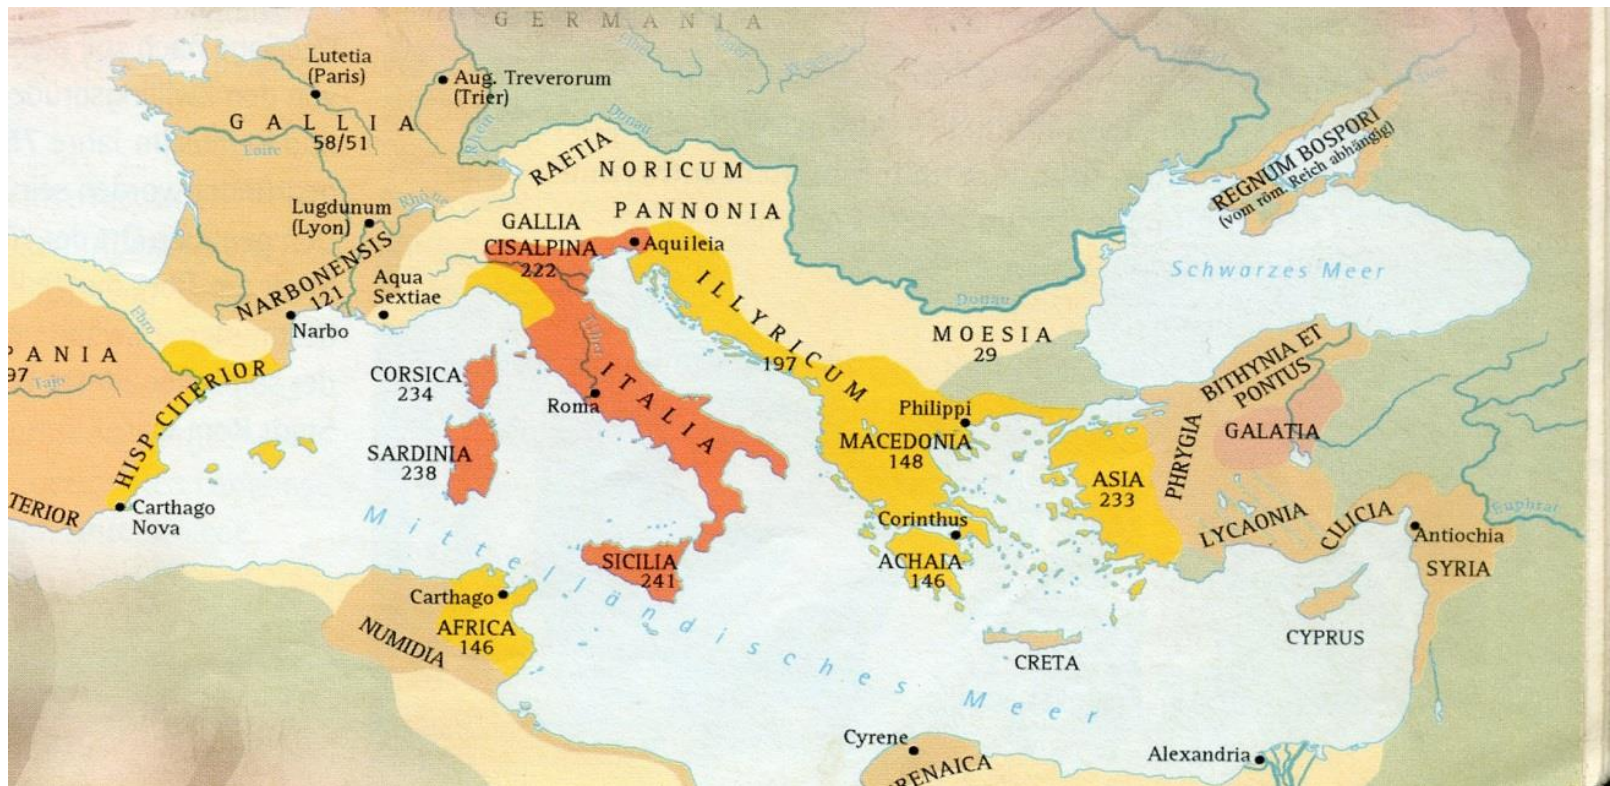 GERMANIA
Lutetia
(Paris)
Aug. Treverorum
(Trier)
GALLIA
58/51
Loire
Rhein
Donau
RAETIA
NORICUM
PANNONIA
Rhône
Lugdunum
(Lyon)
GALLIA
CISALPINA
222
Aquileia
REGNUM BOSPORI
(vom röm. Reich abhängig)
Schwarzes Meer
NARBONENSIS
121
Aqua
Sextiae
Narbo
Ebro
ILLYRICUM
197
Donau
MOESIA
29
PANIA
97
Tajo
HISP. CITERIOR
CORSICA
234
Tiber
ITALIA
Roma
BITHYNIA ET
PONTUS
Philippi
MACEDONIA
148
GALATIA
PHRYGIA
SARDINIA
238
ASIA
233
TERIOR
Carthago
Nova
Mittelländisches Meer
Corinthus
LYCAONIA
CILICIA
Euphrat
Antiochia
SICILIA
241
ACHAIA
146
SYRIA
Carthago
AFRICA
146
NUMIDIA
CYPRUS
CRETA
Cyrene
RENAICA
Alexandria